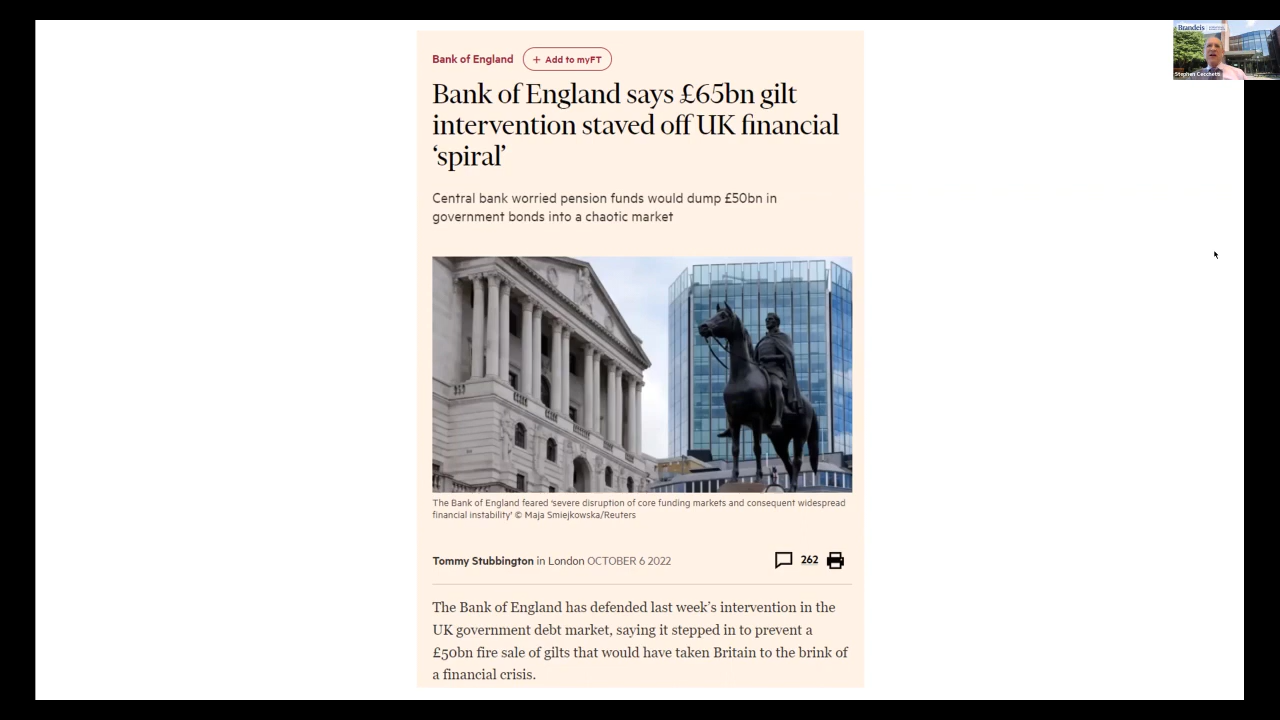 Bank of England + Add to myFT
Bank of England says £65bn gilt
intervention staved off UK financial
‘spiral’
Central bank worried pension funds would dump £50bn in
government bonds into a chaotic market
The Bank of England feared ‘severe disruption of core funding markets and consequent widespread
financial instability’ © Maja Smiejkowska/Reuters
Tommy Stubbington in London OCTOBER 6 2022
262
The Bank of England has defended last week’s intervention in the
UK government debt market, saying it stepped in to prevent a
£50bn fire sale of gilts that would have taken Britain to the brink of
a financial crisis.
Brandeis
Stephen Cecchetti